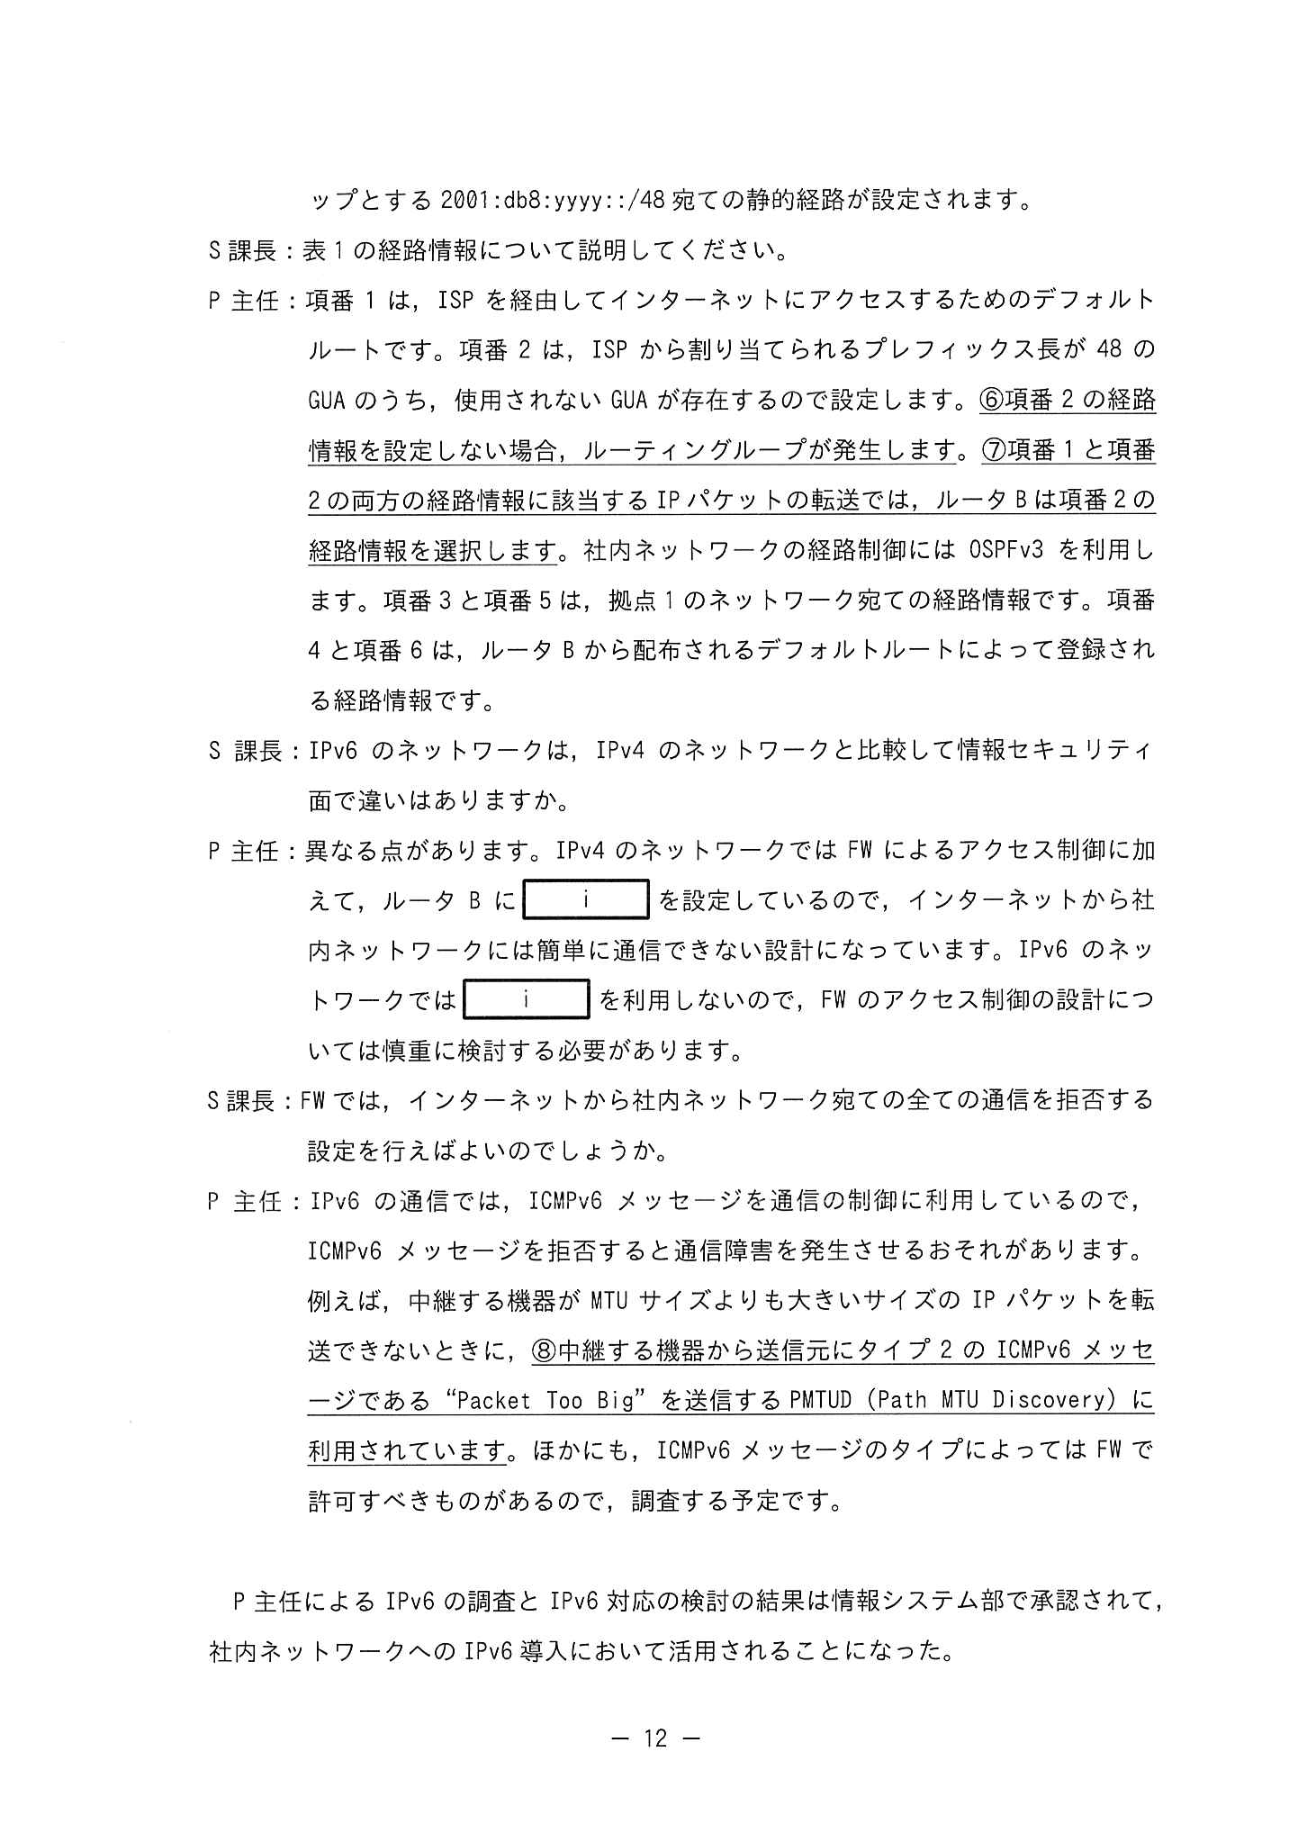 ップとする 2001:db8:yyyy::/48 宛ての静的経路が設定されます。
S 課長：表 1 の経路情報について説明してください。
P 主任：項番 1 は，ISP を経由してインターネットにアクセスするためのデフォルト
ルートです。項番 2 は，ISP から割り当てられるプレフィックス長が 48 の
GUA のうち，使用されない GUA が存在するので設定します。⑥項番 2 の経路
情報を設定しない場合，ルーティングループが発生します。⑦項番 1 と項番
2 の両方の経路情報に該当する IP パケットの転送では，ルータ B は項番 2 の
経路情報を選択します。社内ネットワークの経路制御には OSPFv3 を利用し
ます。項番 3 と項番 5 は，拠点 1 のネットワーク宛ての経路情報です。項番
4 と項番 6 は，ルータ B から配布されるデフォルトルートによって登録され
る経路情報です。
S 課長：IPv6 のネットワークは，IPv4 のネットワークと比較して情報セキュリティ
面で違いはありますか。
P 主任：異なる点があります。IPv4 のネットワークでは FW によるアクセス制御に加
えて，ルータ B に i を設定しているので，インターネットから社
内ネットワークには簡単に通信できない設計になっています。IPv6 のネッ
トワークでは i を利用しないので，FW のアクセス制御の設計につ
いては慎重に検討する必要があります。
S 課長：FW では，インターネットから社内ネットワーク宛ての全ての通信を拒否する
設定を行えばよいのでしょうか。
P 主任：IPv6 の通信では，ICMPv6 メッセージを通信の制御に利用しているので，
ICMPv6 メッセージを拒否すると通信障害を発生させるおそれがあります。
例えば，中継する機器が MTU サイズよりも大きいサイズの IP パケットを転
送できないときに，⑧中継する機器から送信元にタイプ 2 の ICMPv6 メッセ
ージである “Packet Too Big” を送信する PMTUD（Path MTU Discovery）に
利用されています。ほかにも，ICMPv6 メッセージのタイプによっては FW で
許可すべきものがあるので，調査する予定です。
P 主任による IPv6 の調査と IPv6 対応の検討の結果は情報システム部で承認されて，
社内ネットワークへの IPv6 導入において活用されることになった。
－ 12 －